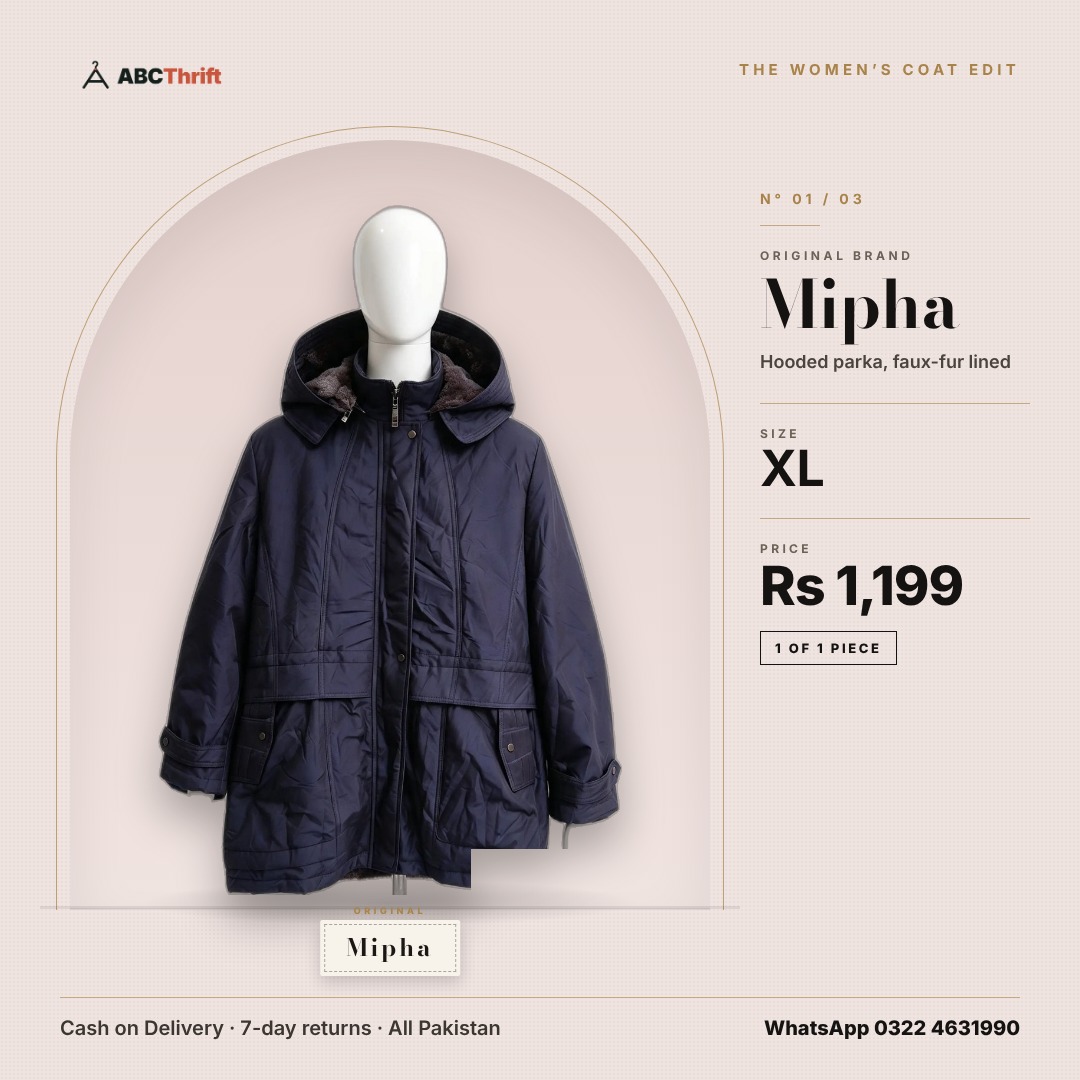 ABCThrift
THE WOMEN’S COAT EDIT
N° 01 / 03
ORIGINAL BRAND
Mipha
Hooded parka, faux-fur lined
SIZE
XL
PRICE
Rs 1,199
1 OF 1 PIECE
ORIGINAL
Mipha
Cash on Delivery · 7-day returns · All Pakistan
WhatsApp 0322 4631990